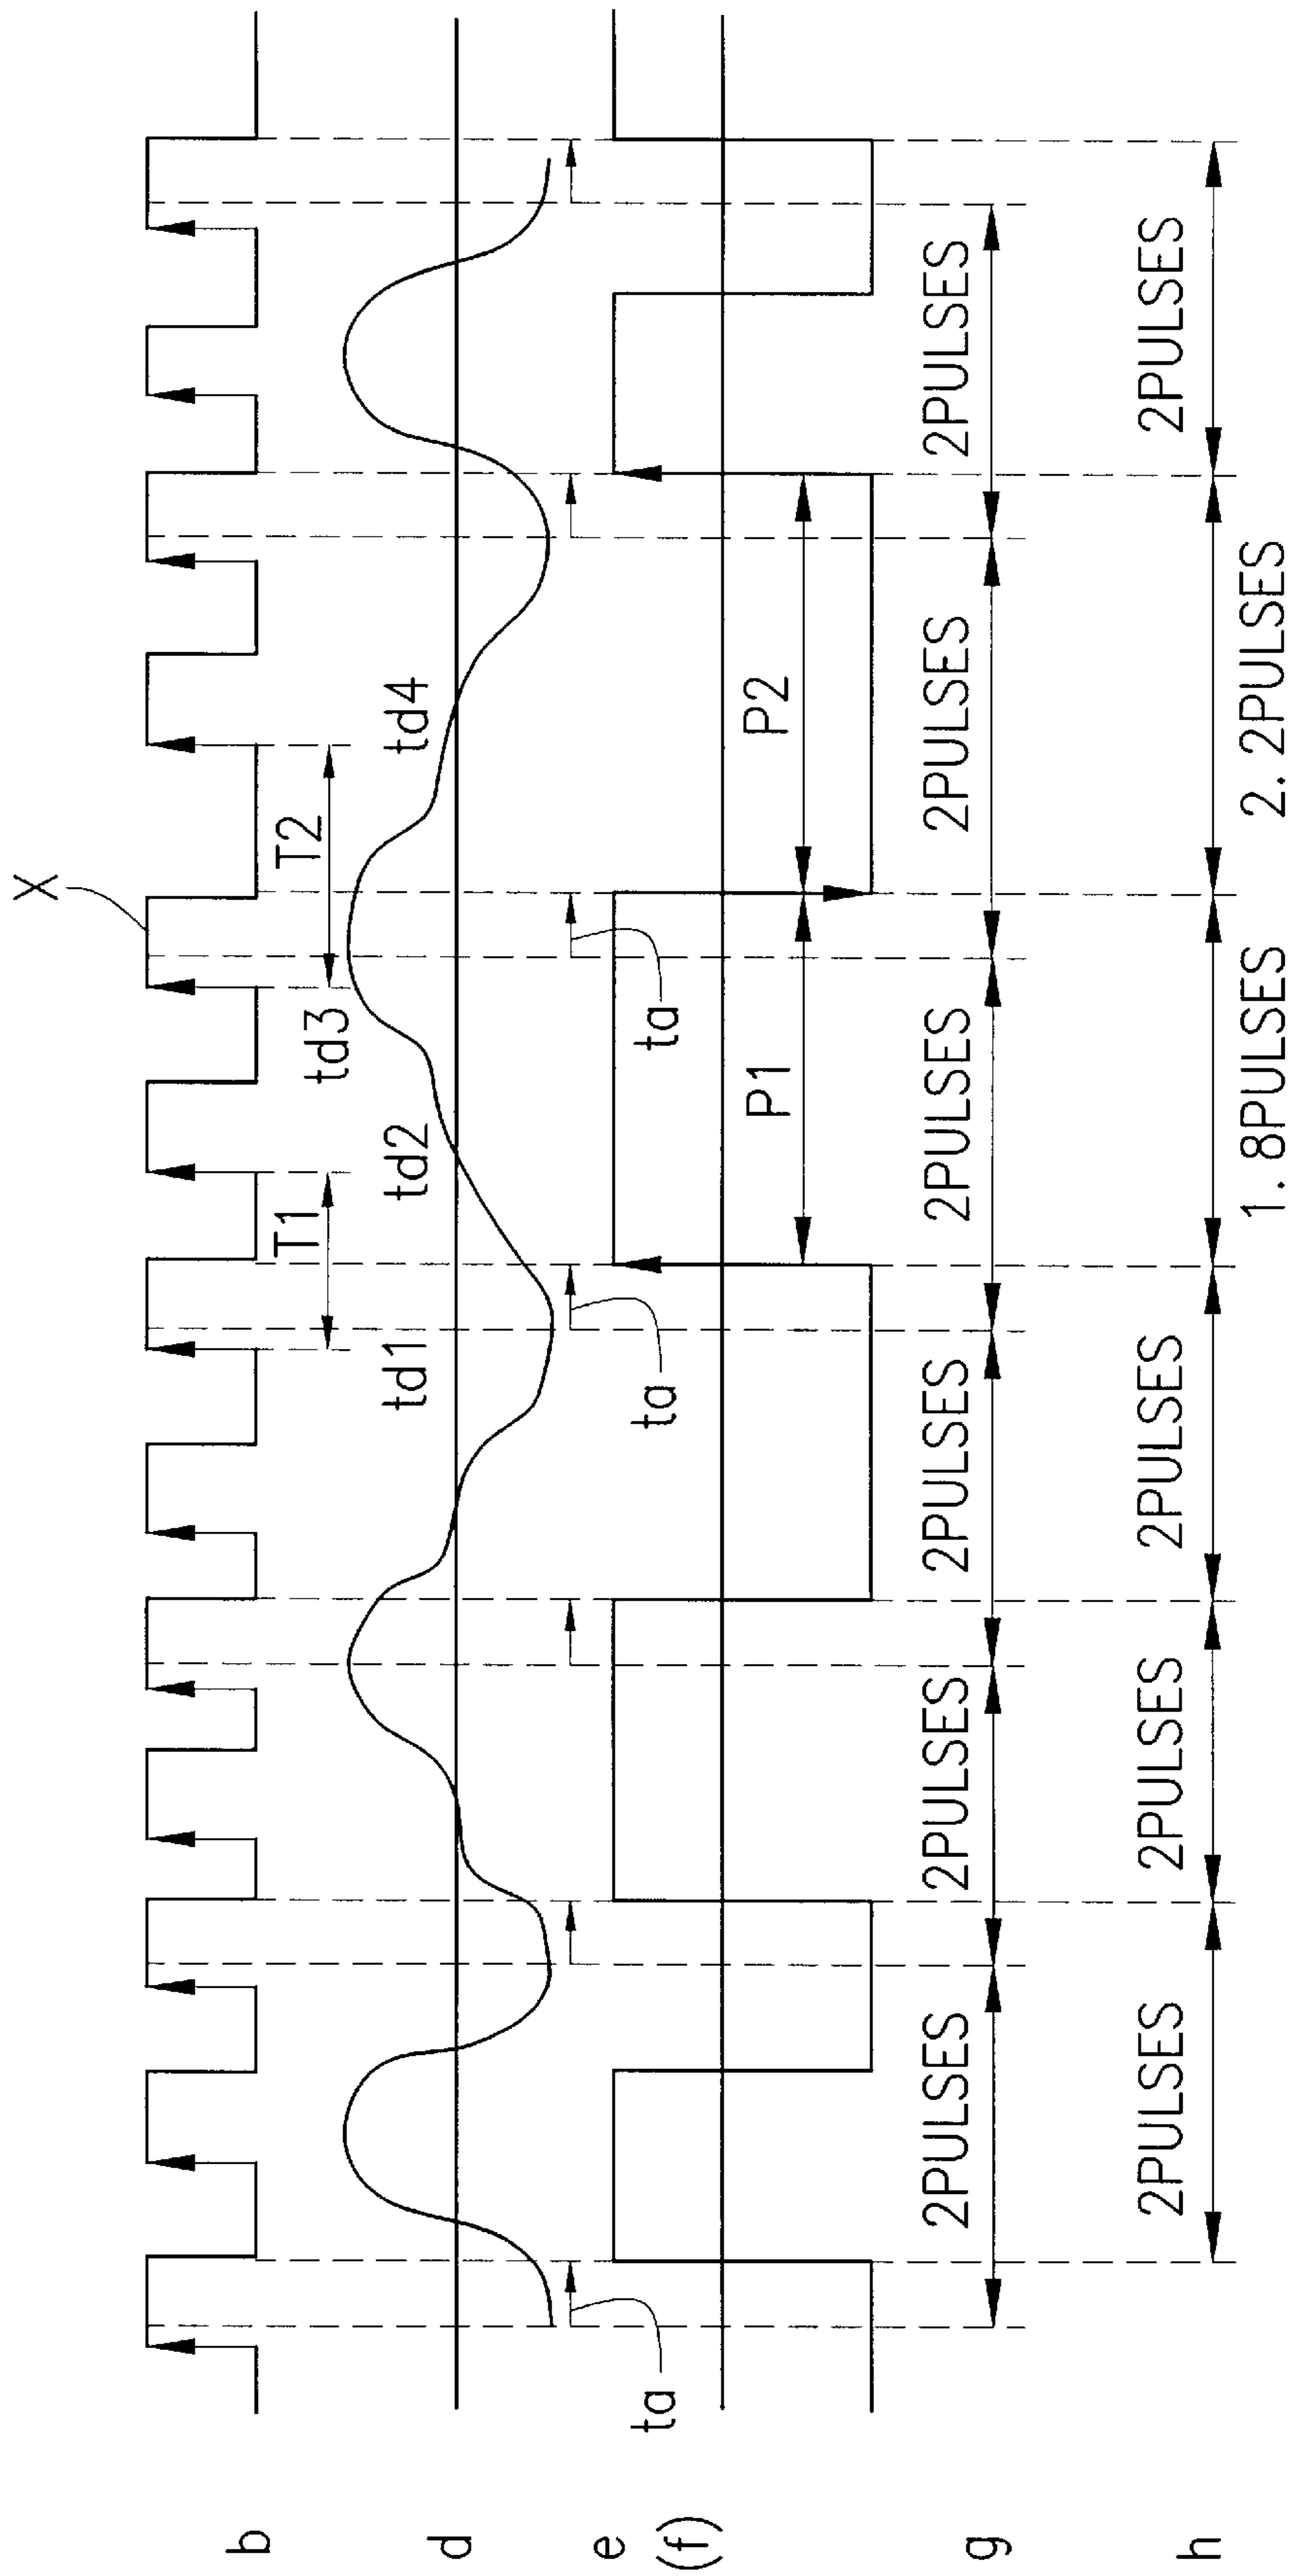 X
b
T1
T2
td3
d
td1
td2
td4
e
(f)
ta
ta
ta
P1
P2
g
2PULSES
2PULSES
2PULSES
2PULSES
2PULSES
2PULSES
h
2PULSES
2PULSES
2PULSES
1.8PULSES
2.2PULSES
2PULSES